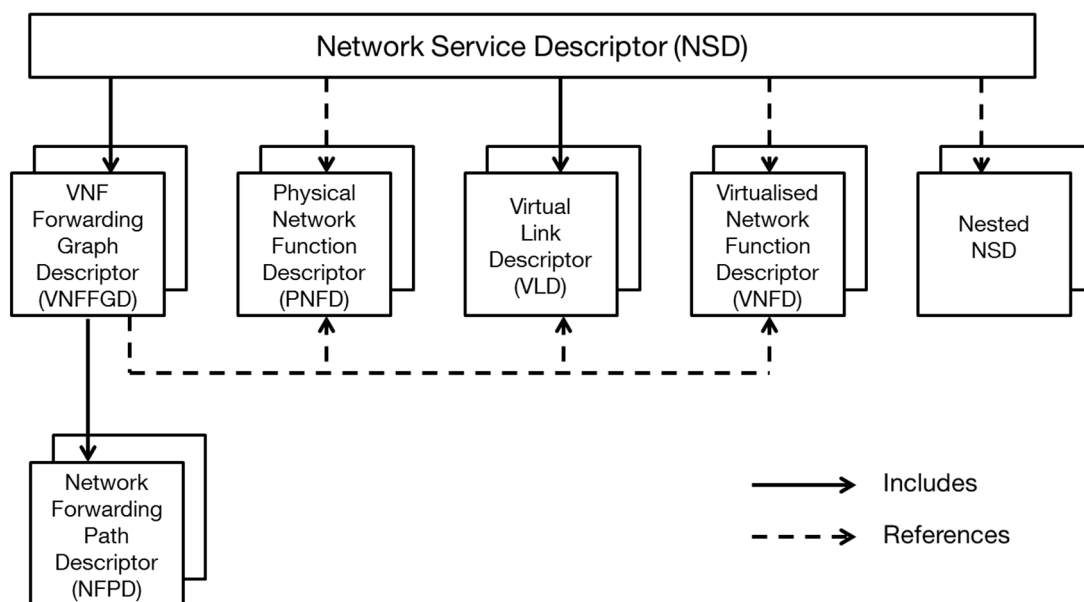 Network Service Descriptor (NSD)
VNF
Forwarding
Graph
Descriptor
(VNFFGD)
Physical
Network
Function
Descriptor
(PNFD)
Virtual
Link
Descriptor
(VLD)
Virtualised
Network
Function
Descriptor
(VNFD)
Nested
NSD
Network
Forwarding
Path
Descriptor
(NFPD)
Includes
References